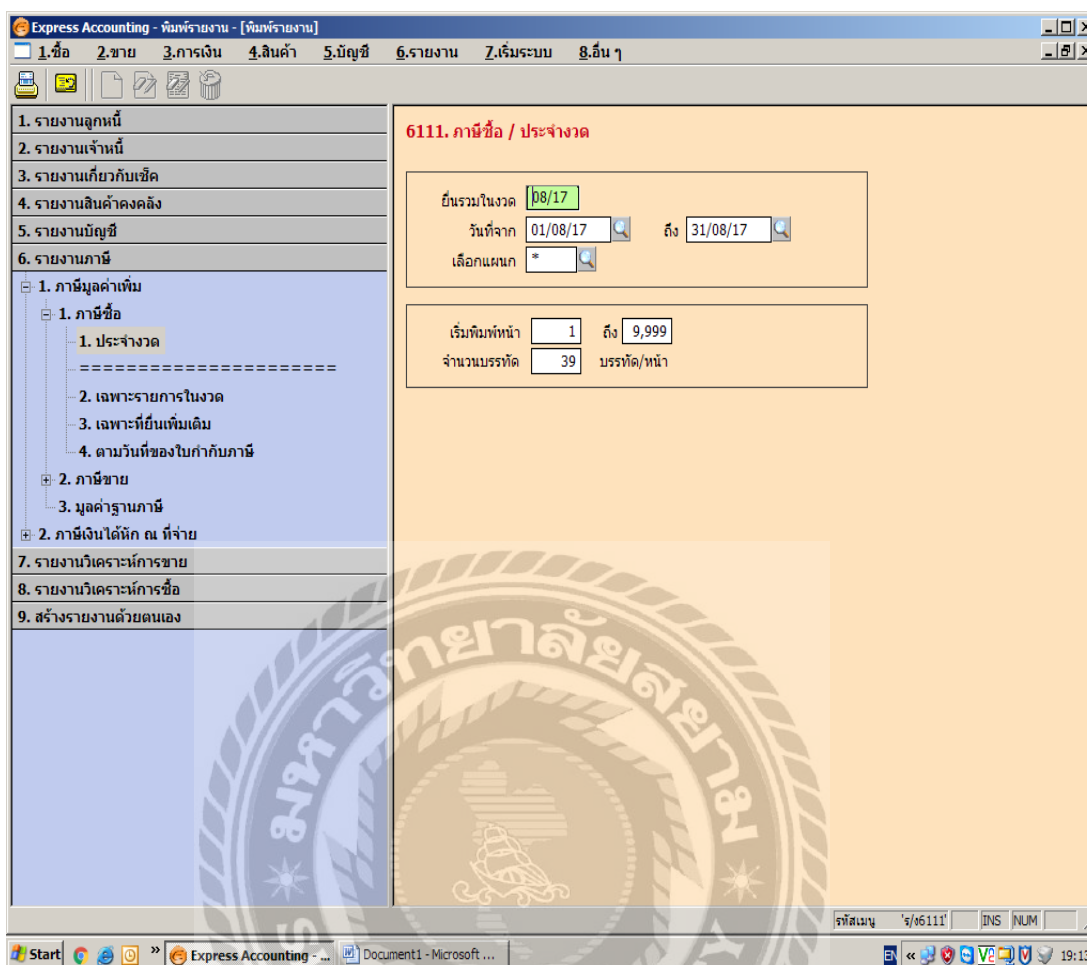 Express Accounting - พิมพ์รายงาน - [พิมพ์รายงาน]
1.ซื้อ 2.ขาย 3.การเงิน 4.สินค้า 5.บัญชี 6.รายงาน 7.เริ่มระบบ 8.อื่น ๆ
1. รายงานลูกหนี้
2. รายงานเจ้าหนี้
3. รายงานเกี่ยวกับเช็ค
4. รายงานสินค้าคงคลัง
5. รายงานบัญชี
6. รายงานภาษี
1. ภาษีมูลค่าเพิ่ม
1. ภาษีซื้อ
1. ประจำงวด
======================
2. เฉพาะรายการในงวด
3. เฉพาะที่ยื่นเพิ่มเติม
4. ตามวันที่ของใบกำกับภาษี
2. ภาษีขาย
3. มูลค่าฐานภาษี
2. ภาษีเงินได้หัก ณ ที่จ่าย
7. รายงานวิเคราะห์การขาย
8. รายงานวิเคราะห์การซื้อ
9. สร้างรายงานด้วยตนเอง
6111. ภาษีซื้อ / ประจำงวด
ยื่นรวมในงวด 08/17
วันที่จาก 01/08/17 ถึง 31/08/17
เลือกแผนก *
เริ่มพิมพ์หน้า 1 ถึง 9,999
จำนวนบรรทัด 39 บรรทัด/หน้า
มหาวิทยาลัยสยาม
รหัสเมนู 'ร/ง6111' INS NUM
Start » Express Accounting - ... Document1 - Microsoft ... EN « 19:13